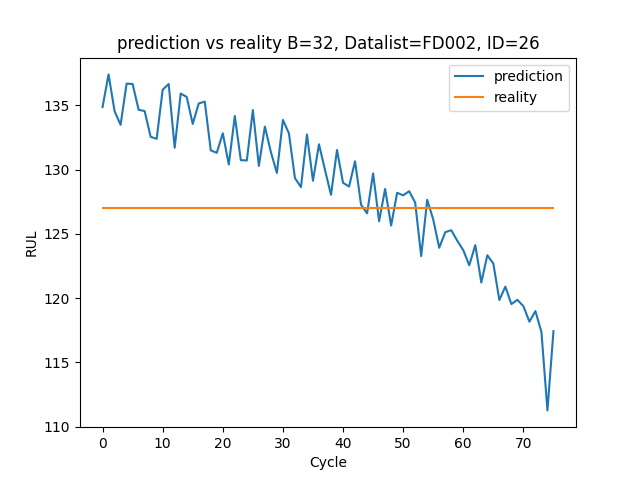 prediction vs reality B=32, Datalist=FD002, ID=26
prediction
reality
135
130
125
120
115
110
RUL
0 10 20 30 40 50 60 70
Cycle